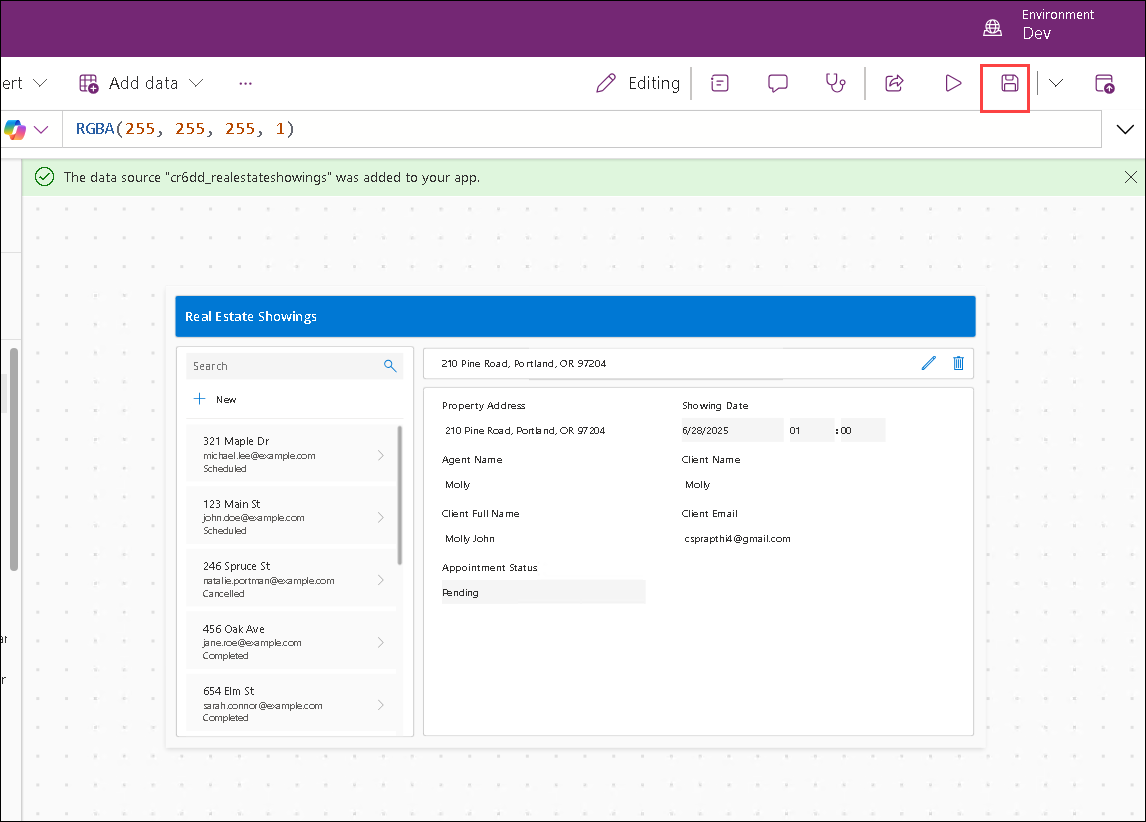 Environment
Dev
ert
Add data
...
Editing
RGBA(255, 255, 255, 1)
The data source "cr6dd_realestateshowings" was added to your app.
Real Estate Showings
Search
New
321 Maple Dr
michael.lee@example.com
Scheduled
123 Main St
john.doe@example.com
Scheduled
246 Spruce St
natalie.portman@example.com
Cancelled
456 Oak Ave
jane.roe@example.com
Completed
654 Elm St
sarah.connor@example.com
Completed
210 Pine Road, Portland, OR 97204
Property Address
Showing Date
210 Pine Road, Portland, OR 97204
6/28/2025 01 :00
Agent Name
Client Name
Molly
Molly
Client Full Name
Client Email
Molly John
csprapthi4@gmail.com
Appointment Status
Pending
ar
r